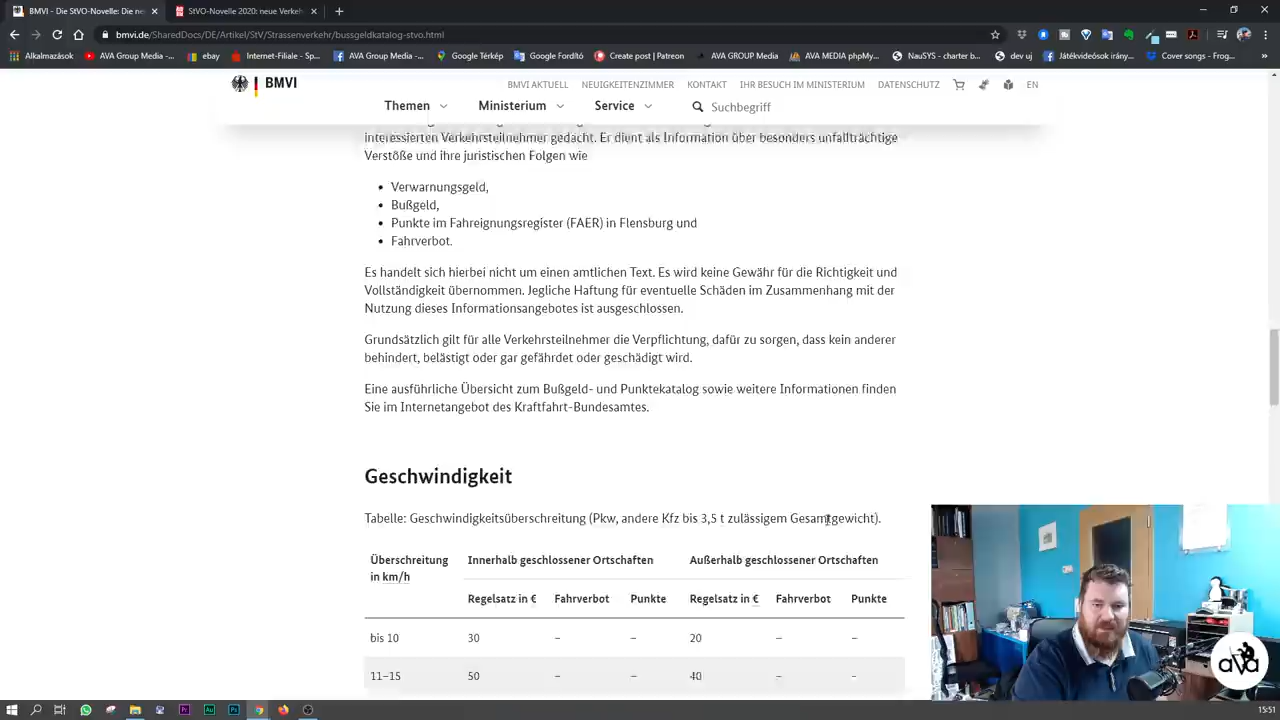 BMVI - Die StVO-Novelle: Die ne
StVO-Novelle 2020: neue Verkehr
bmvi.de/SharedDocs/DE/Artikel/StV/Strassenverkehr/bussgeldkatalog-stvo.html
Alkalmazások
AVA Group Media -...
ebay
Internet-Filiale - Sp...
AVA Group Media -...
Google Térkép
Google Fordító
Create post | Patreon
AVA GROUP Media
AVA MEDIA phpMy...
NauSYS - charter b...
dev uj
Játékvideósok irány...
Cover songs - Frog...
BMVI
BMVI AKTUELL
NEUIGKEITENZIMMER
KONTAKT
IHR BESUCH IM MINISTERIUM
DATENSCHUTZ
EN
Themen
Ministerium
Service
Suchbegriff
interessierten Verkehrsteilnehmer gedacht. Er dient als Information über besonders unfallträchtige
Verstöße und ihre juristischen Folgen wie
• Verwarnungsgeld,
• Bußgeld,
• Punkte im Fahreignungsregister (FAER) in Flensburg und
• Fahrverbot.
Es handelt sich hierbei nicht um einen amtlichen Text. Es wird keine Gewähr für die Richtigkeit und
Vollständigkeit übernommen. Jegliche Haftung für eventuelle Schäden im Zusammenhang mit der
Nutzung dieses Informationsangebotes ist ausgeschlossen.
Grundsätzlich gilt für alle Verkehrsteilnehmer die Verpflichtung, dafür zu sorgen, dass kein anderer
behindert, belästigt oder gar gefährdet oder geschädigt wird.
Eine ausführliche Übersicht zum Bußgeld- und Punktekatalog sowie weitere Informationen finden
Sie im Internetangebot des Kraftfahrt-Bundesamtes.
Geschwindigkeit
Tabelle: Geschwindigkeitsüberschreitung (Pkw, andere Kfz bis 3,5 t zulässigem Gesamtgewicht).
Überschreitung in km/h
Innerhalb geschlossener Ortschaften
Außerhalb geschlossener Ortschaften
Regelsatz in € Fahrverbot Punkte Regelsatz in € Fahrverbot Punkte
bis 10 30 – – 20 – –
11–15 50 – – 40 – –
aVa
15:51